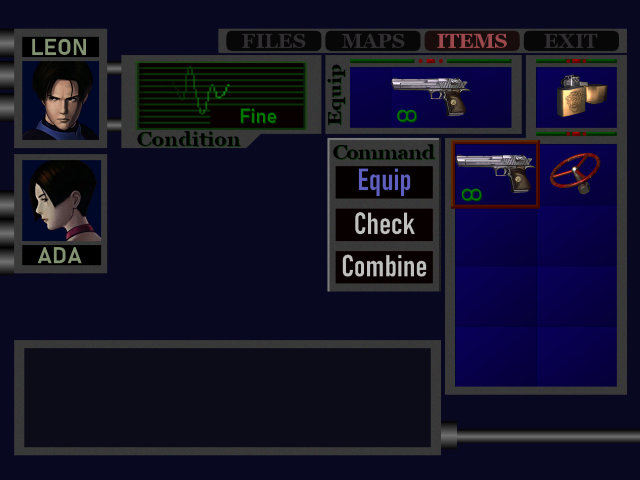 LEON
FILES
MAPS
ITEMS
EXIT
Equip
Fine
Condition
∞
Command
Equip
Check
Combine
∞
ADA